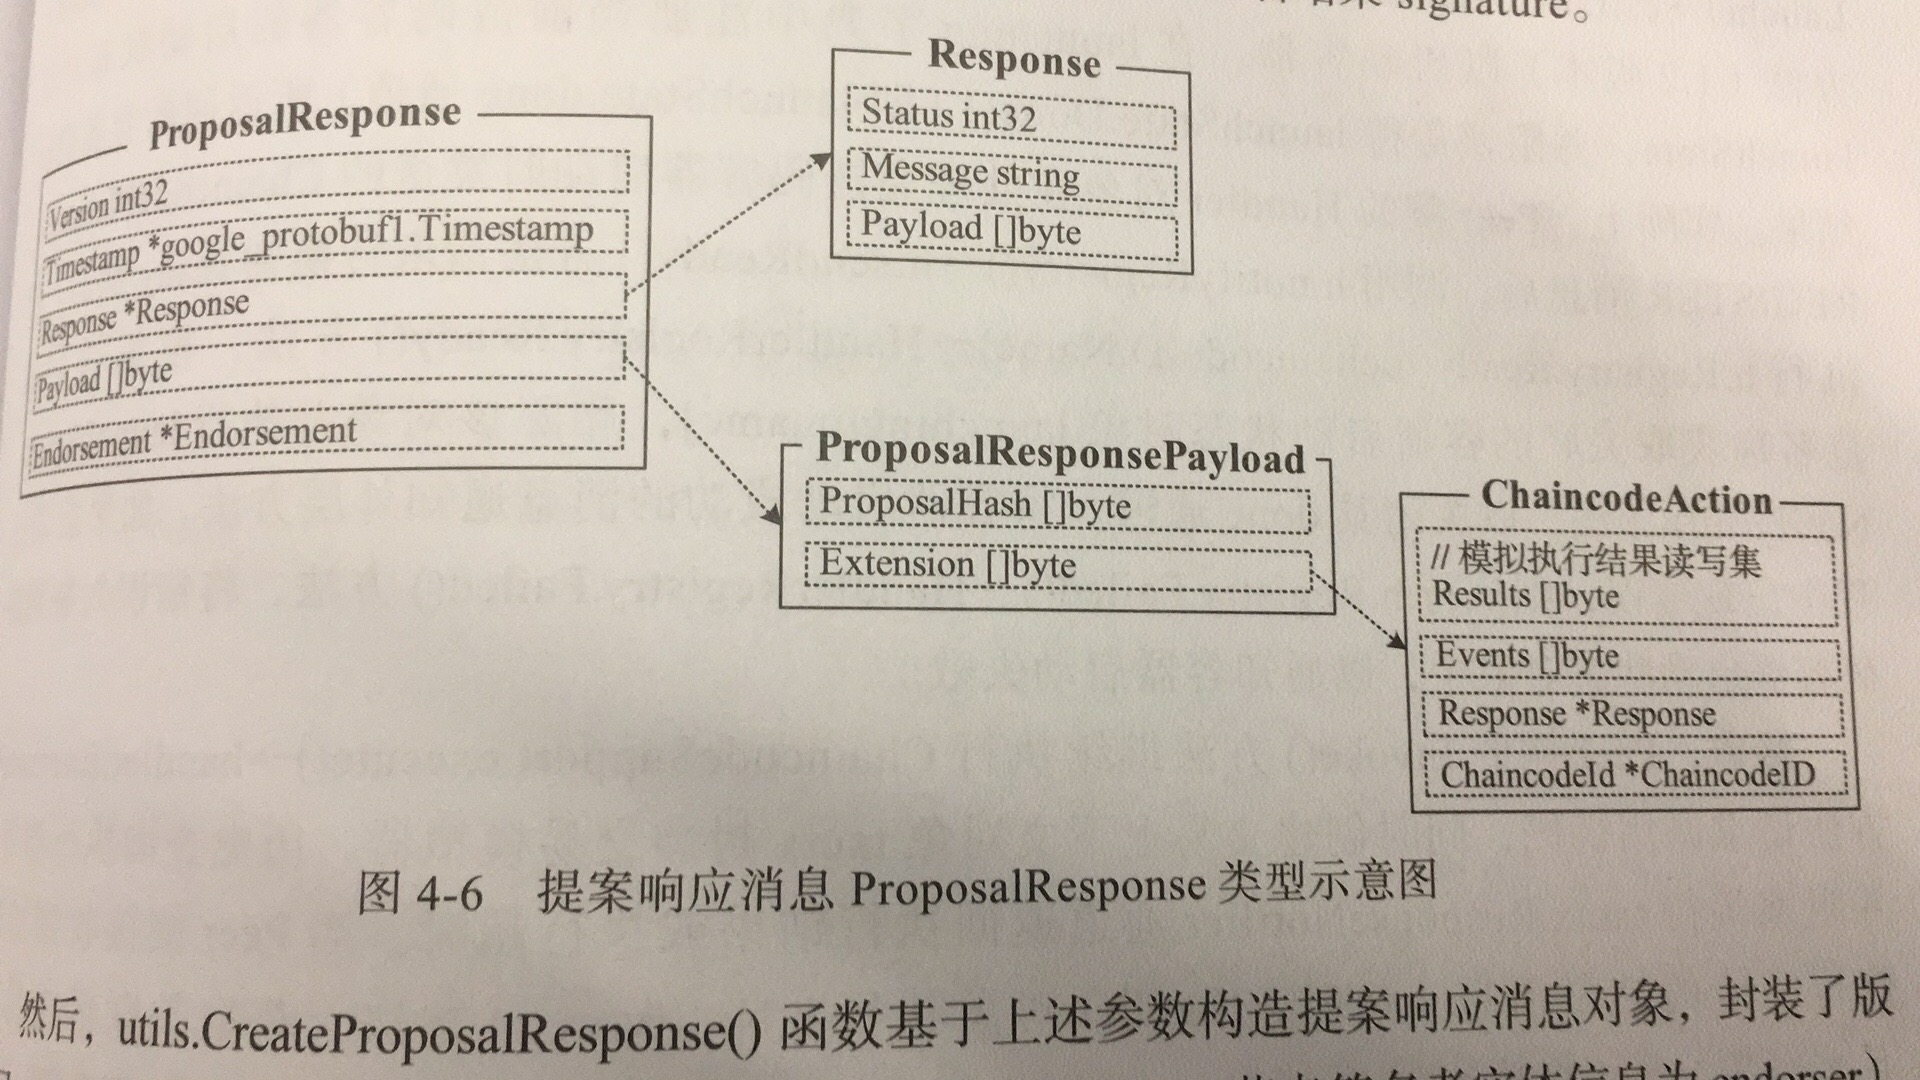 signature。
ProposalResponse
Version int32
Timestamp *google_protobuf1.Timestamp
Response *Response
Payload []byte
Endorsement *Endorsement
Response
Status int32
Message string
Payload []byte
ProposalResponsePayload
ProposalHash []byte
Extension []byte
ChaincodeAction
// 模拟执行结果读写集
Results []byte
Events []byte
Response *Response
ChaincodeId *ChaincodeID
图 4-6 提案响应消息 ProposalResponse 类型示意图
然后，utils.CreateProposalResponse() 函数基于上述参数构造提案响应消息对象，封装了版
endorser)